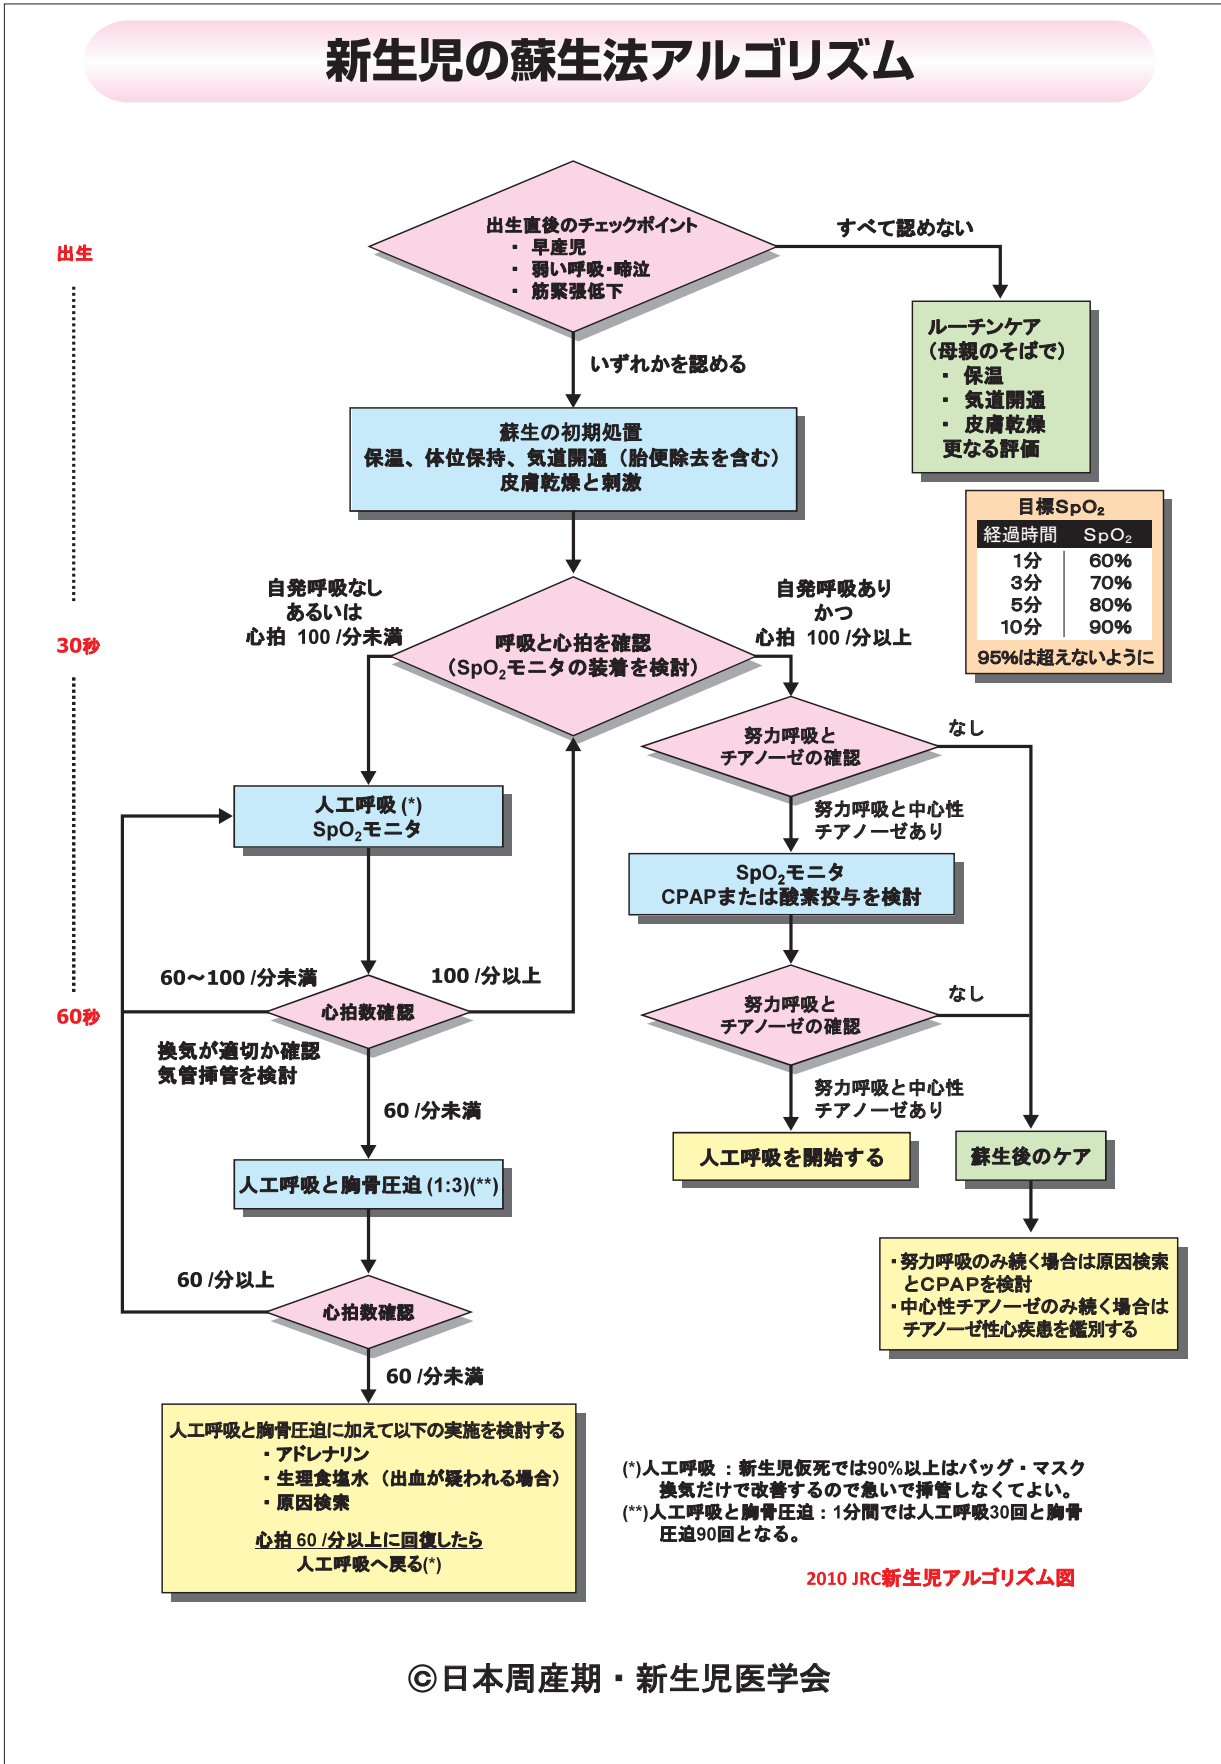 新生児の蘇生法アルゴリズム
出生
出生直後のチェックポイント
・ 早産児
・ 弱い呼吸・啼泣
・ 筋緊張低下
すべて認めない
ルーチンケア
（母親のそばで）
・ 保温
・ 気道開通
・ 皮膚乾燥
更なる評価
いずれかを認める
蘇生の初期処置
保温、体位保持、気道開通（胎便除去を含む）
皮膚乾燥と刺激
目標SpO₂
経過時間 SpO₂
1分 60%
3分 70%
5分 80%
10分 90%
95%は超えないように
30秒
自発呼吸なし
あるいは
心拍 100 /分未満
呼吸と心拍を確認
（SpO₂モニタの装着を検討）
自発呼吸あり
かつ
心拍 100 /分以上
努力呼吸と
チアノーゼの確認
なし
人工呼吸 (*)
SpO₂モニタ
努力呼吸と中心性
チアノーゼあり
SpO₂モニタ
CPAPまたは酸素投与を検討
60秒
60～100 /分未満
心拍数確認
100 /分以上
換気が適切か確認
気管挿管を検討
努力呼吸と
チアノーゼの確認
なし
60 /分未満
努力呼吸と中心性
チアノーゼあり
人工呼吸と胸骨圧迫 (1:3)(**)
人工呼吸を開始する
蘇生後のケア
60 /分以上
心拍数確認
・努力呼吸のみ続く場合は原因検索
とCPAPを検討
・中心性チアノーゼのみ続く場合は
チアノーゼ性心疾患を鑑別する
60 /分未満
人工呼吸と胸骨圧迫に加えて以下の実施を検討する
・アドレナリン
・生理食塩水（出血が疑われる場合）
・原因検索
心拍 60 /分以上に回復したら
人工呼吸へ戻る(*)
(*)人工呼吸 ：新生児仮死では90%以上はバッグ・マスク
換気だけで改善するので急いで挿管しなくてよい。
(**)人工呼吸と胸骨圧迫：1分間では人工呼吸30回と胸骨
圧迫90回となる。
2010 JRC新生児アルゴリズム図
©日本周産期・新生児医学会